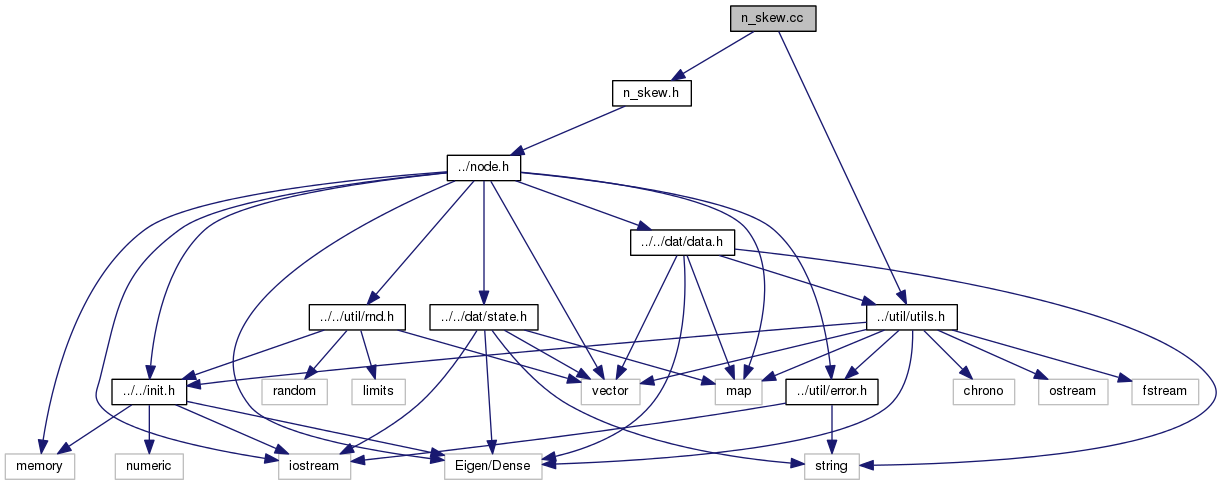 n_skew.cc
n_skew.h
../node.h
../../dat/data.h
../../util/rnd.h
../../dat/state.h
../util/utils.h
../../init.h
random
limits
vector
map
../util/error.h
chrono
ostream
fstream
memory
numeric
iostream
Eigen/Dense
string